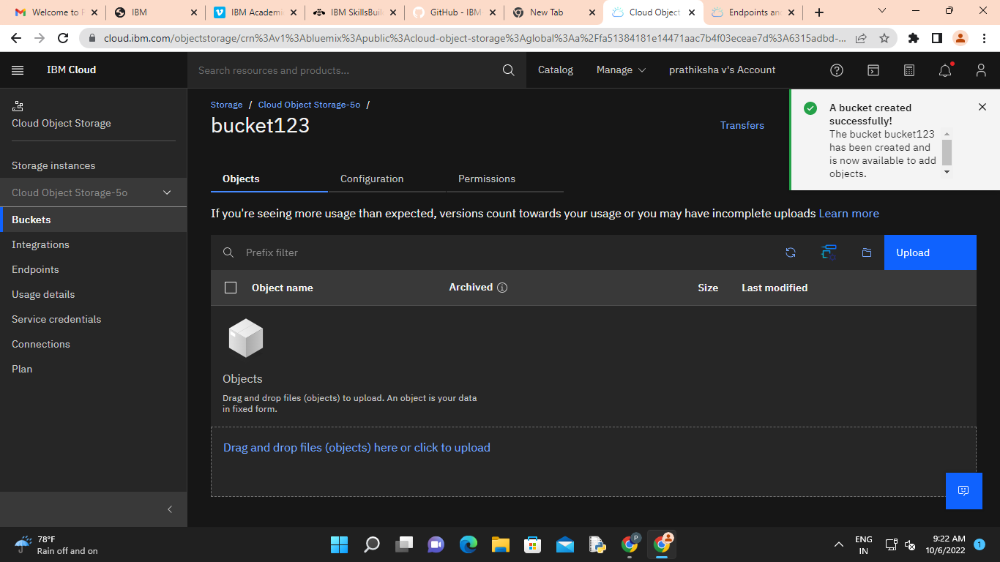 Welcome to P
IBM
IBM Academi
IBM SkillsBuil
GitHub - IBM
New Tab
Cloud Object
Endpoints and
cloud.ibm.com/objectstorage/crn%3Av1%3Abluemix%3Apublic%3Acloud-object-storage%3Aglobal%3Aa%2Ffa51384181e14471aac7b4f03eceae7d%3A6315adbd-...
IBM Cloud
Search resources and products...
Catalog
Manage
prathiksha v's Account
Cloud Object Storage
Storage instances
Cloud Object Storage-5o
Buckets
Integrations
Endpoints
Usage details
Service credentials
Connections
Plan
Storage / Cloud Object Storage-5o /
bucket123
Transfers
A bucket created
successfully!
The bucket bucket123
has been created and
is now available to add
objects.
Objects
Configuration
Permissions
If you're seeing more usage than expected, versions count towards your usage or you may have incomplete uploads Learn more
Prefix filter
Upload
Object name
Archived
Size
Last modified
Objects
Drag and drop files (objects) to upload. An object is your data
in fixed form.
Drag and drop files (objects) here or click to upload
78°F
Rain off and on
P
ENG
IN
9:22 AM
10/6/2022
1